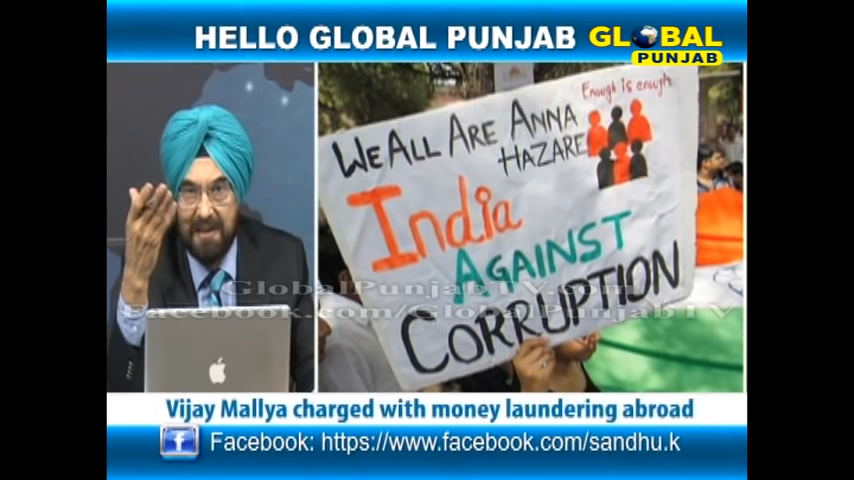 HELLO GLOBAL PUNJAB
GLOBAL
PUNJAB
Enough is enough
WE ALL ARE ANNA
HAZARE
India
AGAINST
CORRUPTION
GlobalPunjabTV.com
Facebook.com/GlobalPunjabTV
Vijay Mallya charged with money laundering abroad
f
Facebook: https://www.facebook.com/sandhu.k